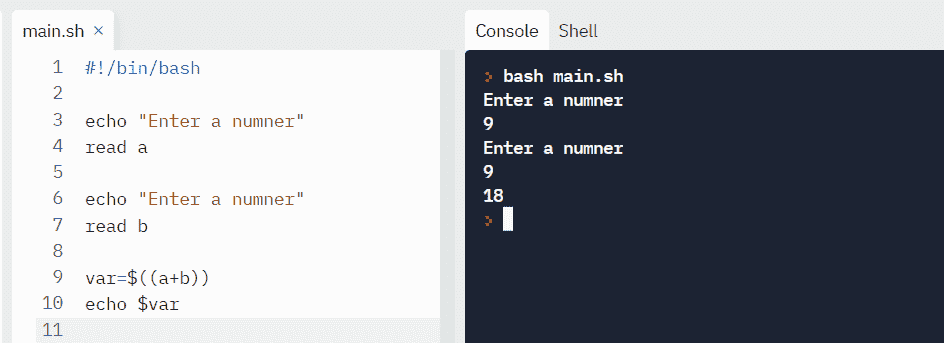 main.sh ×
1 #!/bin/bash
2
3 echo "Enter a numner"
4 read a
5
6 echo "Enter a numner"
7 read b
8
9 var=$((a+b))
10 echo $var
11
Console Shell
> bash main.sh
Enter a numner
9
Enter a numner
9
18
>